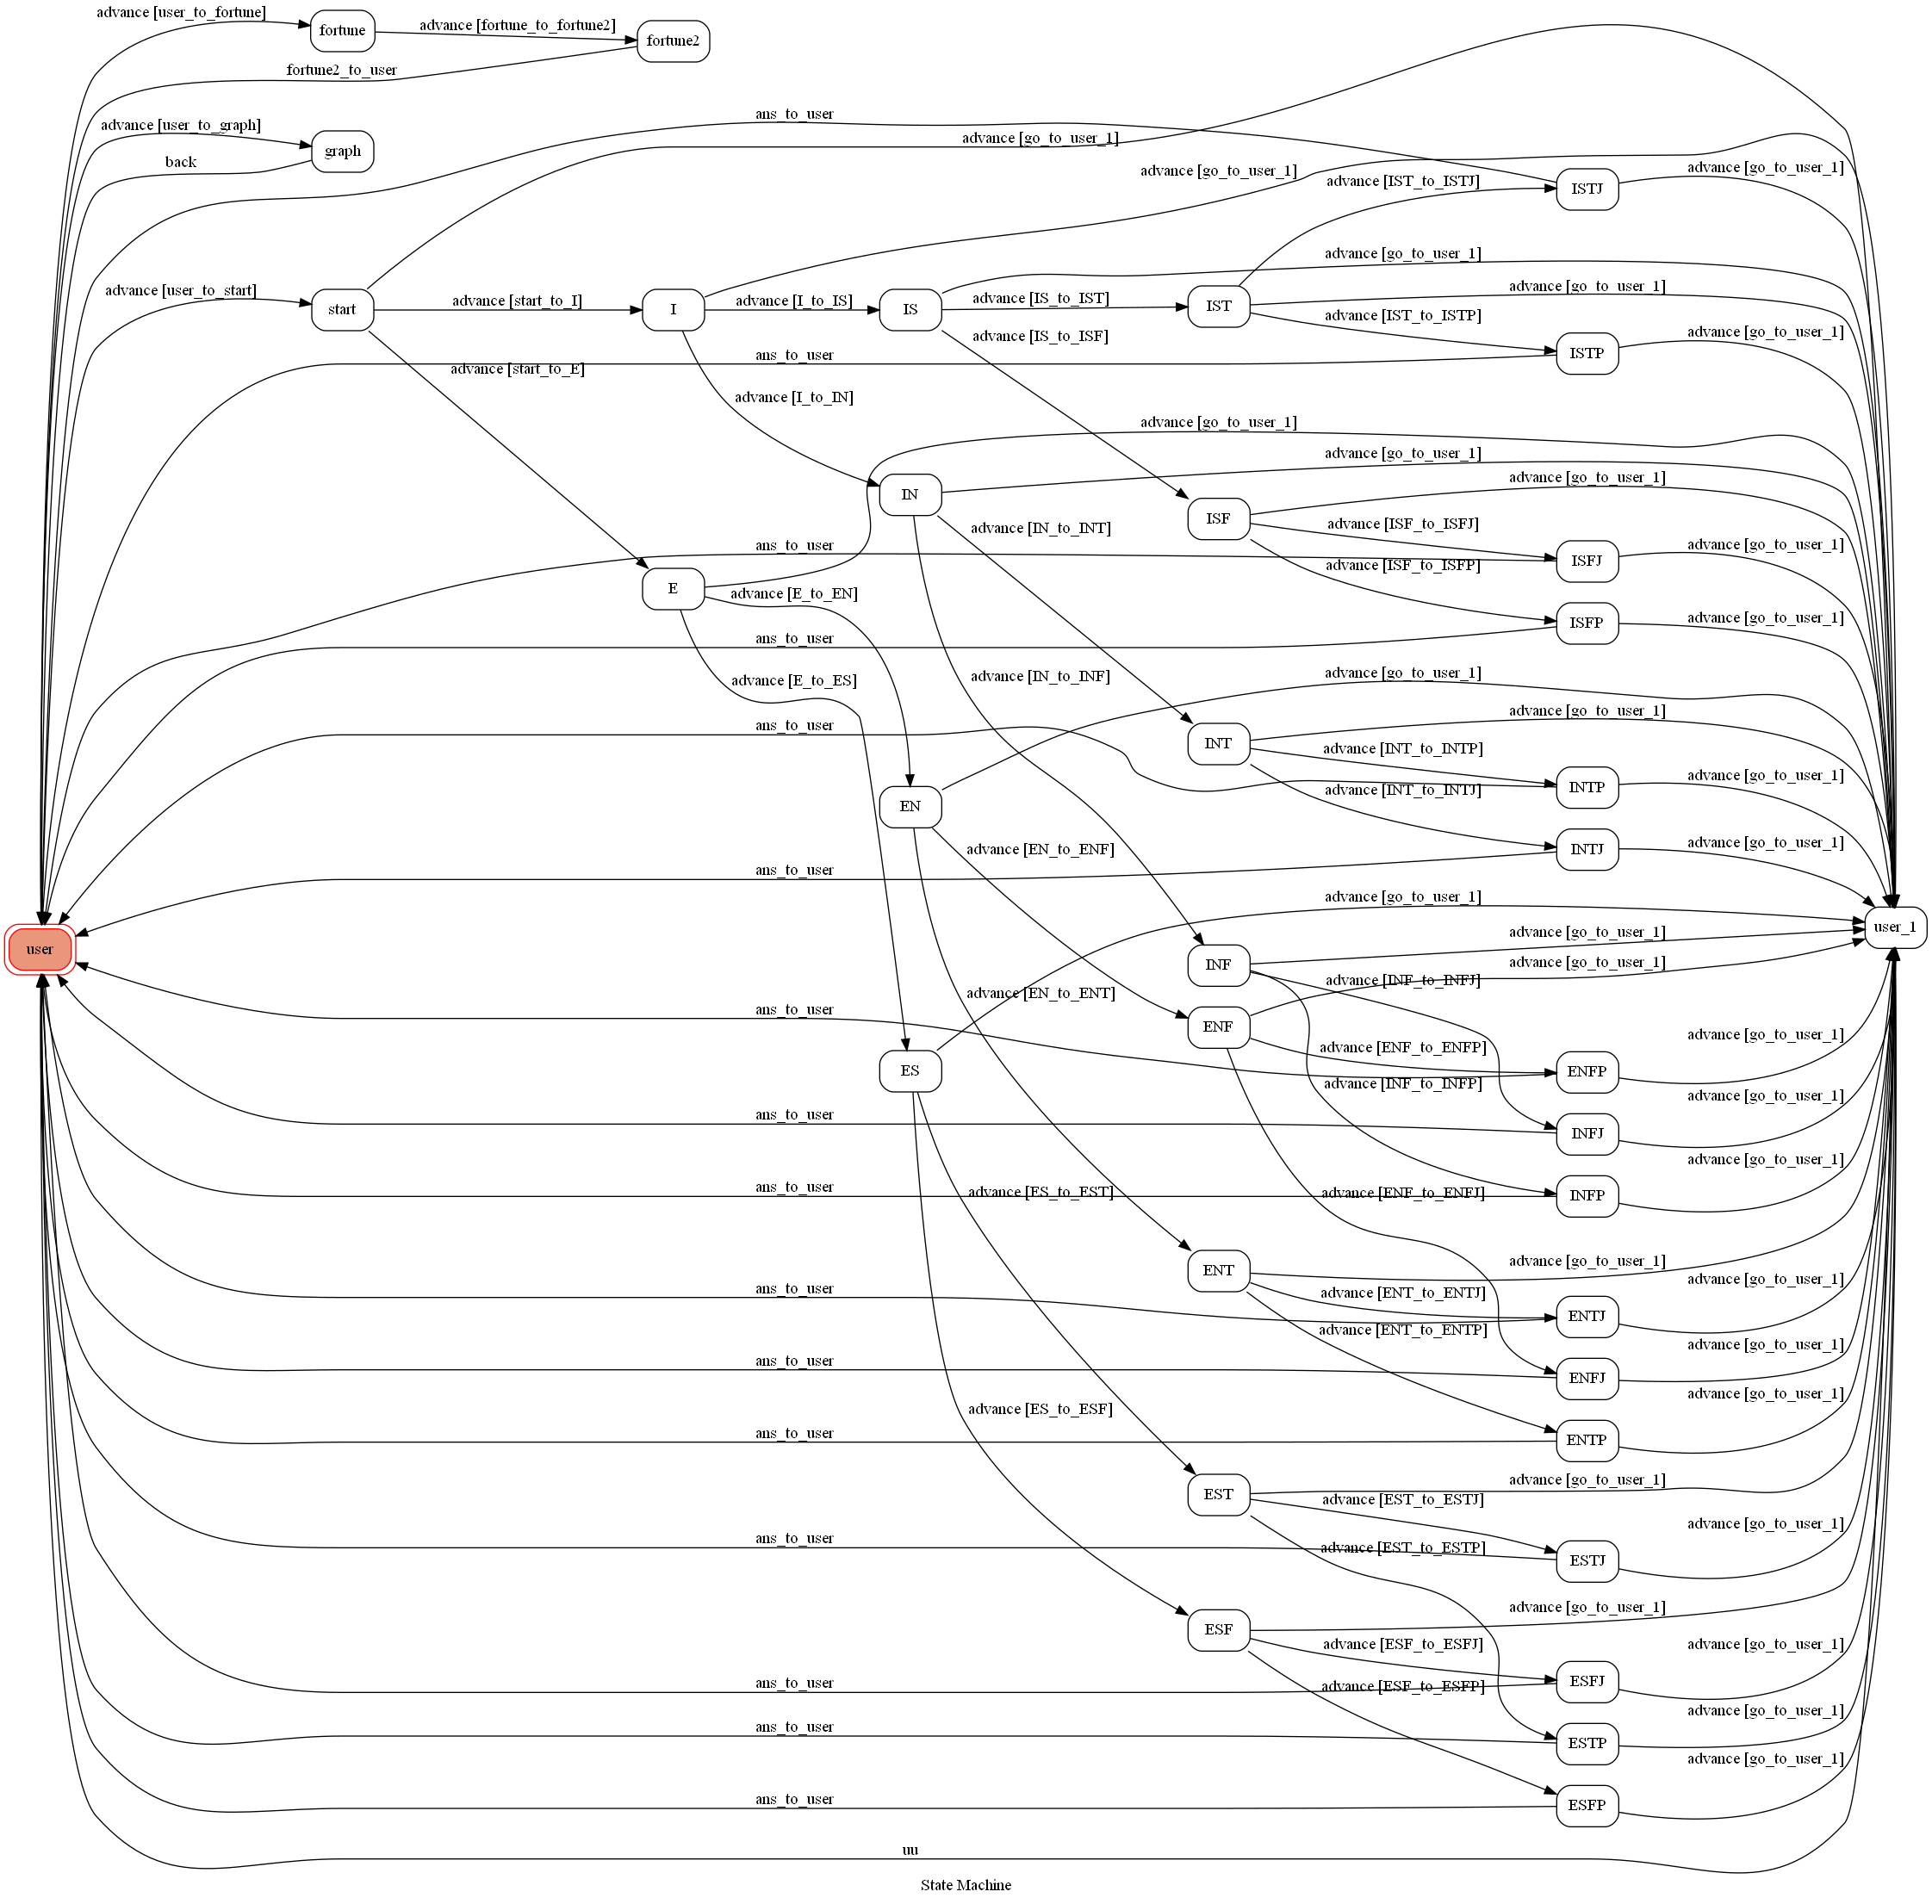 advance [user_to_fortune]
fortune
advance [fortune_to_fortune2]
fortune2
fortune2_to_user
advance [user_to_graph]
graph
back
ans_to_user
advance [go_to_user_1]
advance [go_to_user_1]
advance [IST_to_ISTJ]
ISTJ
advance [go_to_user_1]
advance [user_to_start]
start
advance [start_to_I]
I
advance [I_to_IS]
IS
advance [go_to_user_1]
advance [IS_to_IST]
IST
advance [go_to_user_1]
advance [IS_to_ISF]
advance [IST_to_ISTP]
ISTP
advance [go_to_user_1]
ans_to_user
advance [start_to_E]
advance [I_to_IN]
advance [go_to_user_1]
advance [go_to_user_1]
IN
advance [go_to_user_1]
advance [IN_to_INT]
ISF
advance [ISF_to_ISFJ]
ans_to_user
ISFJ
advance [go_to_user_1]
advance [ISF_to_ISFP]
E
advance [E_to_EN]
ISFP
advance [go_to_user_1]
ans_to_user
advance [E_to_ES]
advance [IN_to_INF]
advance [go_to_user_1]
advance [go_to_user_1]
ans_to_user
INT
advance [INT_to_INTP]
INTP
advance [go_to_user_1]
advance [INT_to_INTJ]
EN
advance [EN_to_ENF]
INTJ
advance [go_to_user_1]
ans_to_user
advance [go_to_user_1]
user
user_1
advance [go_to_user_1]
INF
advance [go_to_user_1]
advance [INF_to_INFJ]
advance [EN_to_ENT]
ans_to_user
ENF
advance [go_to_user_1]
advance [ENF_to_ENFP]
ES
ENFP
advance [INF_to_INFP]
advance [go_to_user_1]
ans_to_user
INFJ
advance [go_to_user_1]
ans_to_user
advance [ES_to_EST]
advance [ENF_to_ENFJ]
INFP
advance [go_to_user_1]
ENT
advance [go_to_user_1]
ans_to_user
advance [ENT_to_ENTJ]
ENTJ
advance [ENT_to_ENTP]
advance [go_to_user_1]
ans_to_user
ENFJ
advance [go_to_user_1]
advance [ES_to_ESF]
ans_to_user
ENTP
advance [go_to_user_1]
EST
advance [EST_to_ESTJ]
advance [go_to_user_1]
ans_to_user
advance [EST_to_ESTP]
ESTJ
advance [go_to_user_1]
ESF
advance [ESF_to_ESFJ]
advance [go_to_user_1]
ans_to_user
advance [ESF_to_ESFP]
ESFJ
advance [go_to_user_1]
ans_to_user
ESTP
advance [go_to_user_1]
ans_to_user
ESFP
uu
State Machine